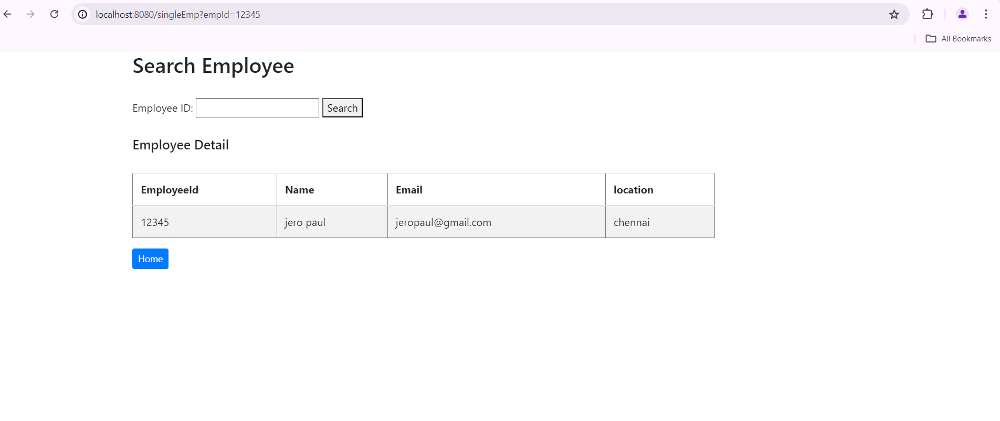 localhost:8080/singleEmp?empId=12345
All Bookmarks
Search Employee
Employee ID: Search
Employee Detail
EmployeeId Name Email location
12345 jero paul jeropaul@gmail.com chennai
Home